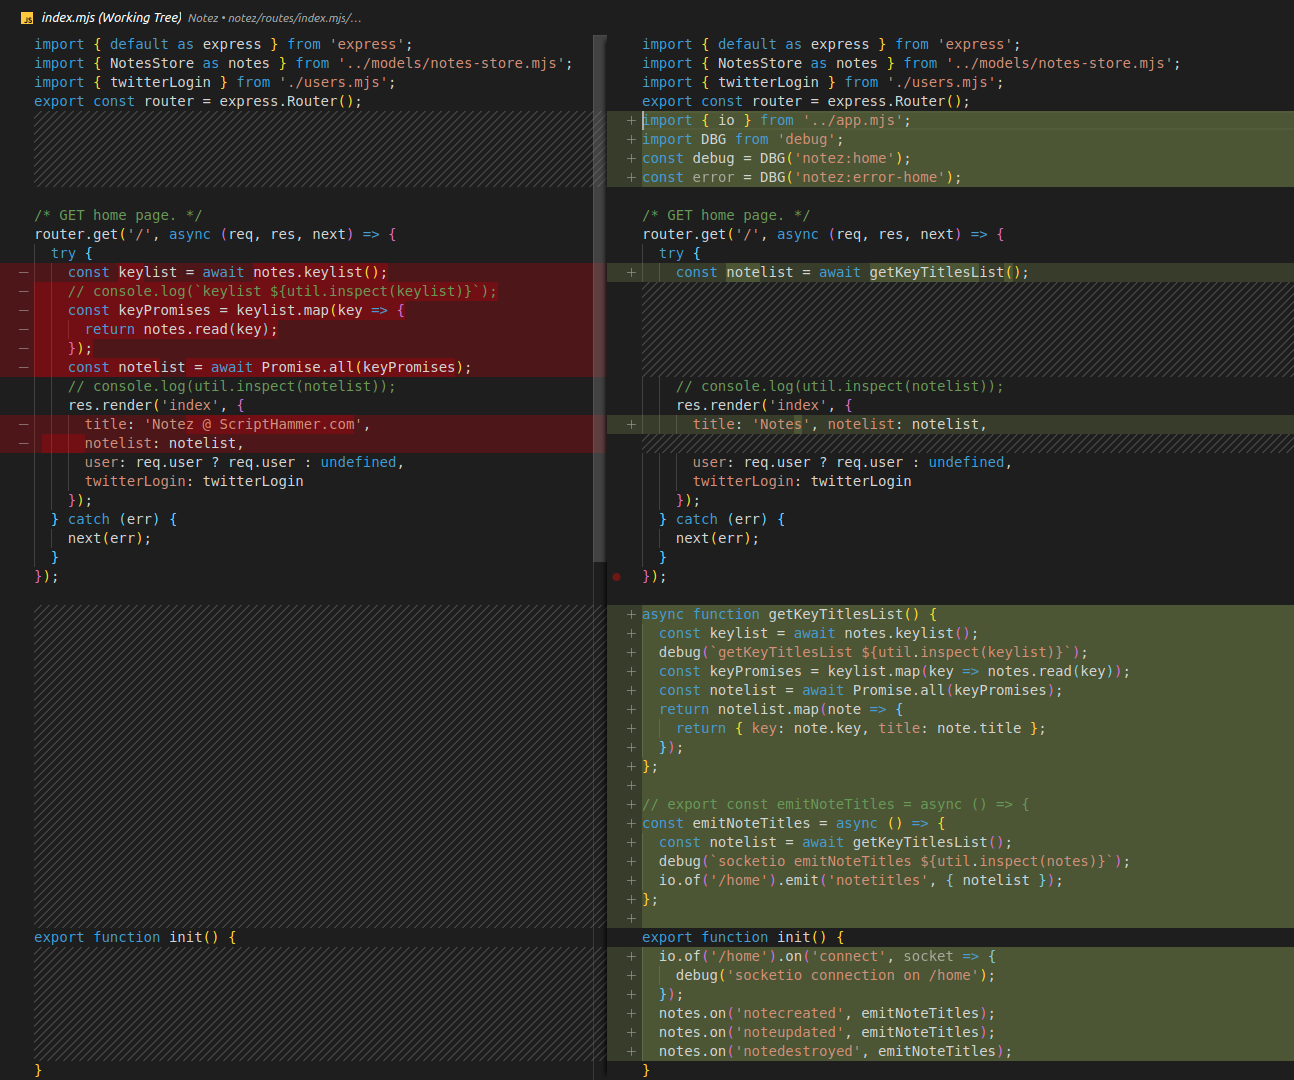 index.mjs (Working Tree) Notez • notez/routes/index.mjs/...
import { default as express } from 'express';
import { NotesStore as notes } from '../models/notes-store.mjs';
import { twitterLogin } from './users.mjs';
export const router = express.Router();
/* GET home page. */
router.get('/', async (req, res, next) => {
  try {
—     const keylist = await notes.keylist();
—     // console.log(`keylist ${util.inspect(keylist)}`);
—     const keyPromises = keylist.map(key => {
—       return notes.read(key);
—     });
—     const notelist = await Promise.all(keyPromises);
    // console.log(util.inspect(notelist));
    res.render('index', {
—       title: 'Notez @ ScriptHammer.com',
—       notelist: notelist,
      user: req.user ? req.user : undefined,
      twitterLogin: twitterLogin
    });
  } catch (err) {
    next(err);
  }
});
export function init() {
}
import { default as express } from 'express';
import { NotesStore as notes } from '../models/notes-store.mjs';
import { twitterLogin } from './users.mjs';
export const router = express.Router();
+ import { io } from '../app.mjs';
+ import DBG from 'debug';
+ const debug = DBG('notez:home');
+ const error = DBG('notez:error-home');
/* GET home page. */
router.get('/', async (req, res, next) => {
  try {
+     const notelist = await getKeyTitlesList();
    // console.log(util.inspect(notelist));
    res.render('index', {
+       title: 'Notes', notelist: notelist,
      user: req.user ? req.user : undefined,
      twitterLogin: twitterLogin
    });
  } catch (err) {
    next(err);
  }
});
+ async function getKeyTitlesList() {
+   const keylist = await notes.keylist();
+   debug(`getKeyTitlesList ${util.inspect(keylist)}`);
+   const keyPromises = keylist.map(key => notes.read(key));
+   const notelist = await Promise.all(keyPromises);
+   return notelist.map(note => {
+     return { key: note.key, title: note.title };
+   });
+ };
+
+ // export const emitNoteTitles = async () => {
+ const emitNoteTitles = async () => {
+   const notelist = await getKeyTitlesList();
+   debug(`socketio emitNoteTitles ${util.inspect(notes)}`);
+   io.of('/home').emit('notetitles', { notelist });
+ };
+
export function init() {
+   io.of('/home').on('connect', socket => {
+     debug('socketio connection on /home');
+   });
+   notes.on('notecreated', emitNoteTitles);
+   notes.on('noteupdated', emitNoteTitles);
+   notes.on('notedestroyed', emitNoteTitles);
}